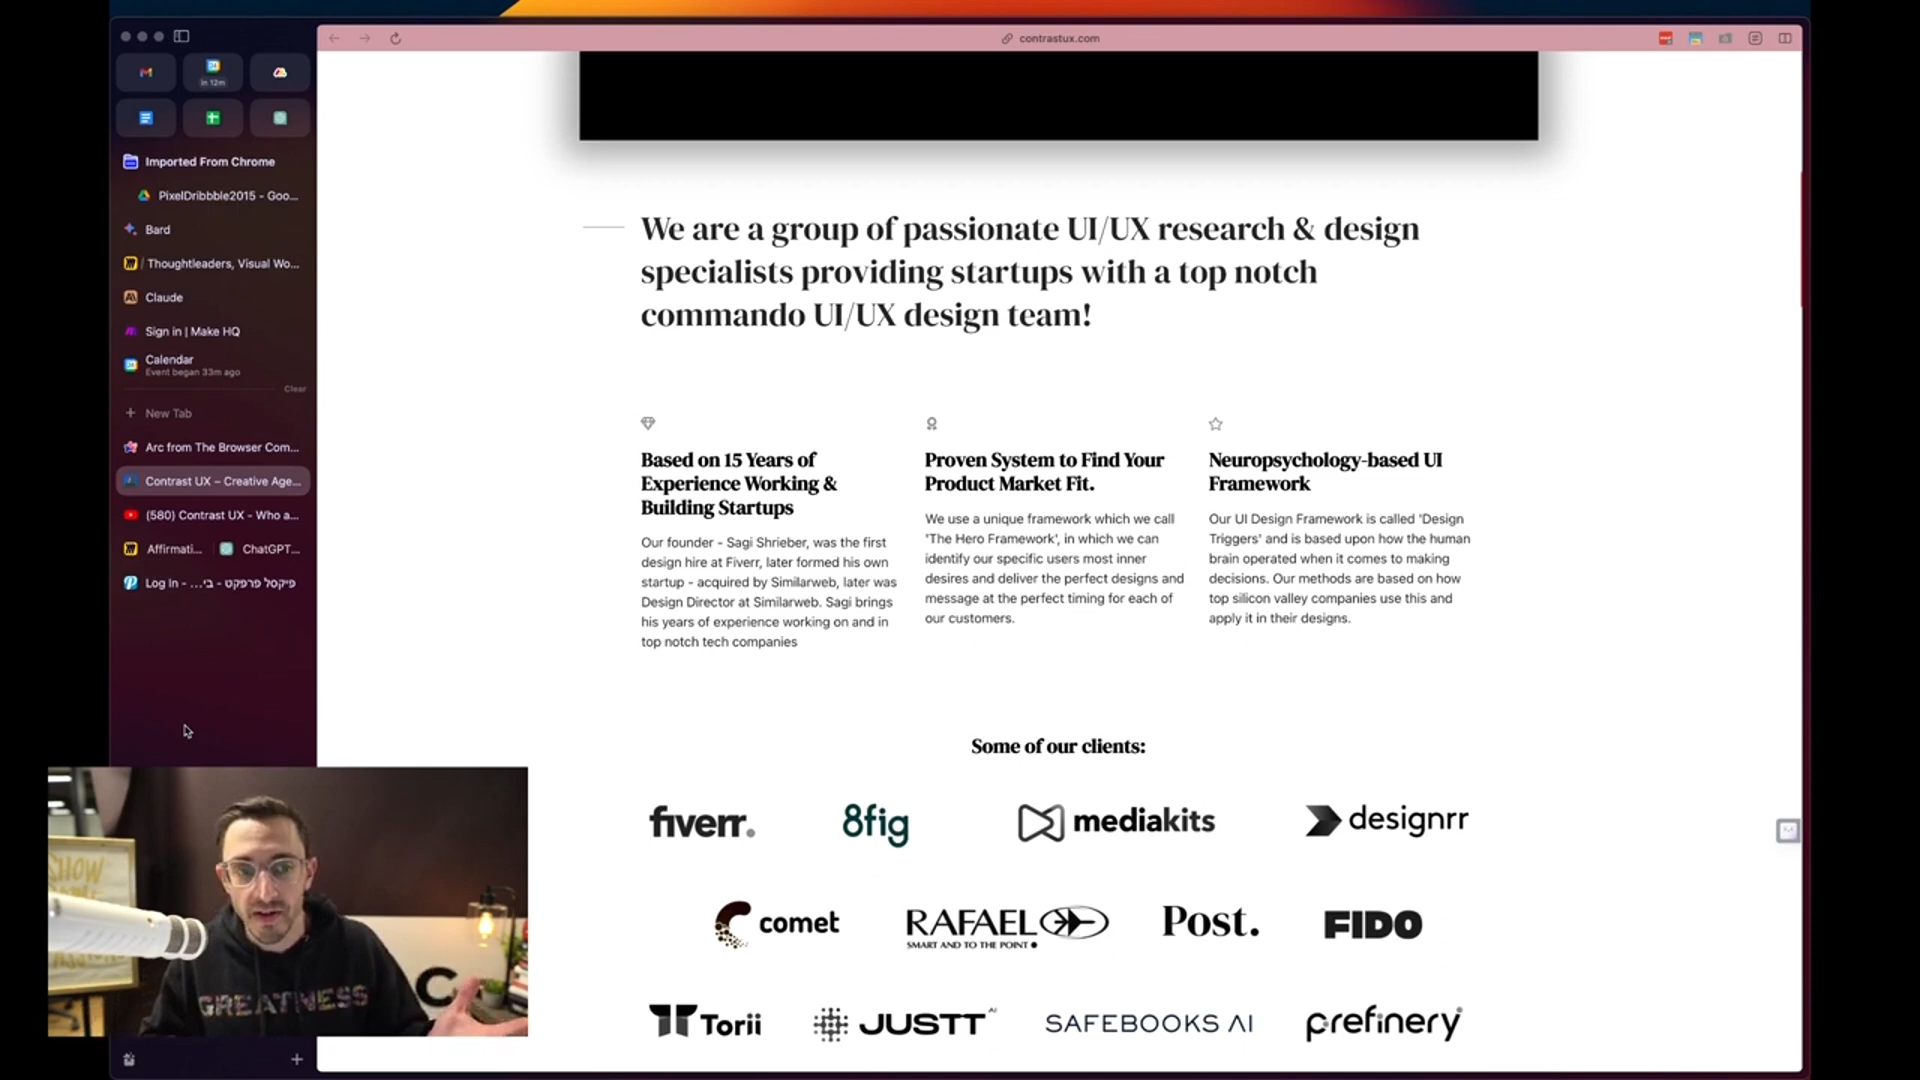 contrastux.com
in 12m
Imported From Chrome
PixelDribbble2015 - Goo...
Bard
/ Thoughtleaders, Visual Wo...
Claude
Sign in | Make HQ
Calendar
Event began 33m ago
Clear
New Tab
Arc from The Browser Com...
Contrast UX – Creative Age...
(580) Contrast UX - Who a...
Affirmati...
ChatGPT...
Log In - ...פיקסל פרפקט - בי
We are a group of passionate UI/UX research & design
specialists providing startups with a top notch
commando UI/UX design team!
Based on 15 Years of
Experience Working &
Building Startups
Our founder - Sagi Shrieber, was the first
design hire at Fiverr, later formed his own
startup - acquired by Similarweb, later was
Design Director at Similarweb. Sagi brings
his years of experience working on and in
top notch tech companies
Proven System to Find Your
Product Market Fit.
We use a unique framework which we call
'The Hero Framework', in which we can
identify our specific users most inner
desires and deliver the perfect designs and
message at the perfect timing for each of
our customers.
Neuropsychology-based UI
Framework
Our UI Design Framework is called 'Design
Triggers' and is based upon how the human
brain operated when it comes to making
decisions. Our methods are based on how
top silicon valley companies use this and
apply it in their designs.
Some of our clients:
fiverr.
8fig
mediakits
designrr
comet
RAFAEL
SMART AND TO THE POINT
Post.
FIDO
Torii
JUSTT AI
SAFEBOOKS AI
prefinery
SHOW
GREATNESS
C